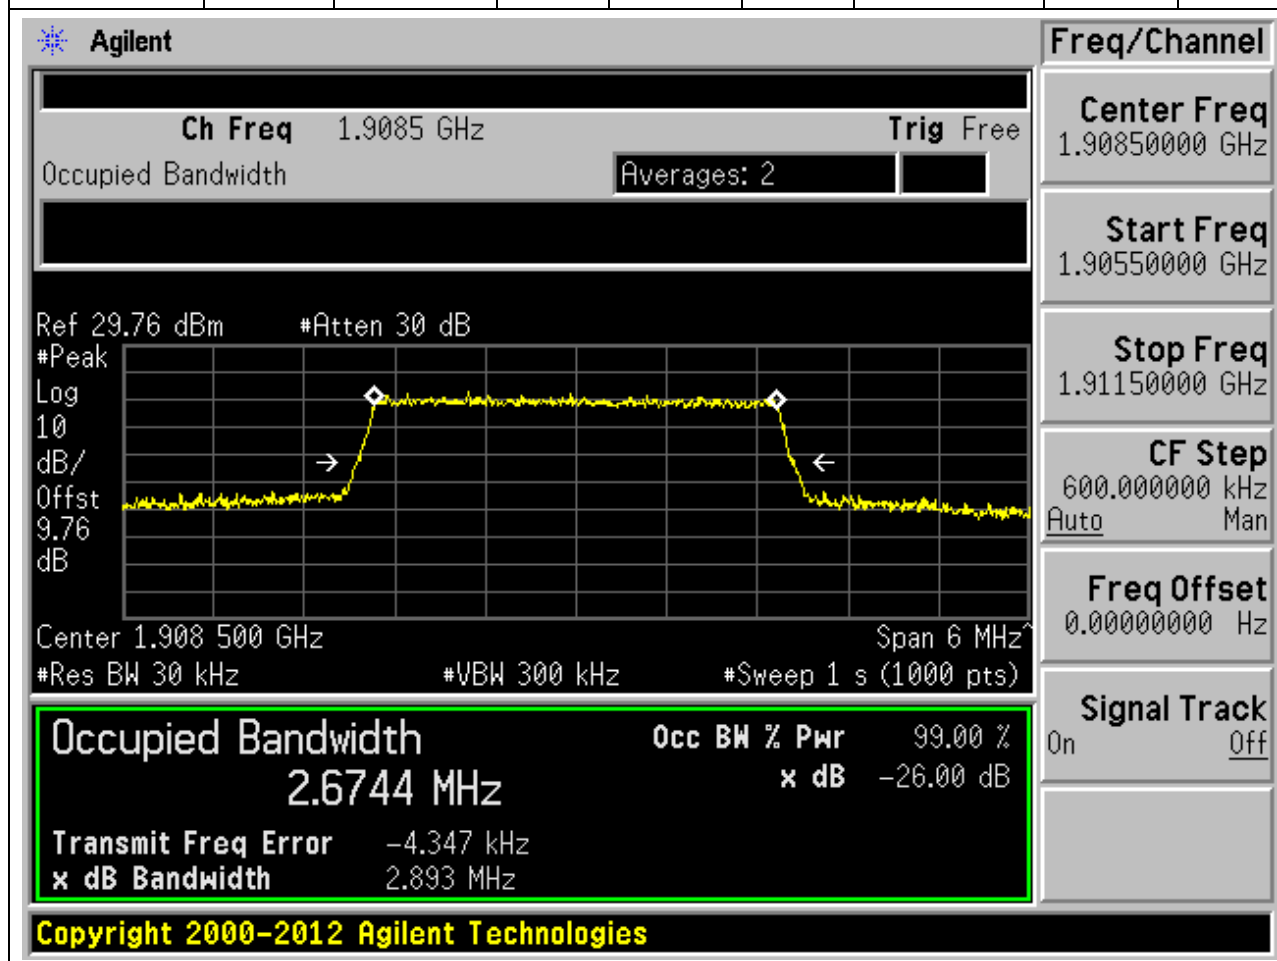 Agilent
Freq/Channel
Ch Freq 1.9085 GHz Trig Free
Occupied Bandwidth Averages: 2
Center Freq
1.90850000 GHz
Start Freq
1.90550000 GHz
Stop Freq
1.91150000 GHz
CF Step
600.000000 kHz
Auto Man
Freq Offset
0.00000000 Hz
Signal Track
On Off
Ref 29.76 dBm #Atten 30 dB
#Peak
Log
10
dB/
Offst
9.76
dB
Center 1.908 500 GHz Span 6 MHz^
#Res BW 30 kHz #VBW 300 kHz #Sweep 1 s (1000 pts)
Occupied Bandwidth Occ BW % Pwr 99.00 %
2.6744 MHz x dB -26.00 dB
Transmit Freq Error -4.347 kHz
x dB Bandwidth 2.893 MHz
Copyright 2000-2012 Agilent Technologies